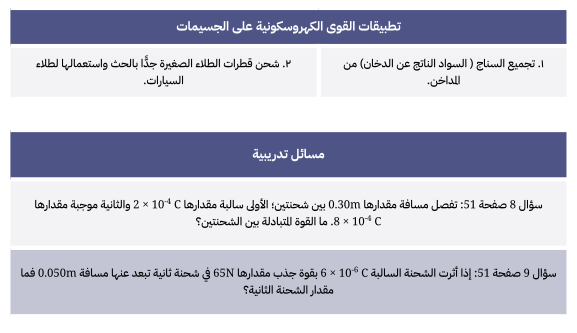 تطبيقات القوى الكهروسكونية على الجسيمات
١. تجميع السناج ( السواد الناتج عن الدخان) من
المداخن.
٢. شحن قطرات الطلاء الصغيرة جدًّا بالحث واستعمالها لطلاء
السيارات.
مسائل تدريبية
سؤال 8 صفحة 51: تفصل مسافة مقدارها 0.30m بين شحنتين؛ الأولى سالبة مقدارها 2 × 10⁻⁴ C والثانية موجبة مقدارها
8 × 10⁻⁴ C. ما القوة المتبادلة بين الشحنتين؟
سؤال 9 صفحة 51: إذا أثرت الشحنة السالبة 6 × 10⁻⁶ C بقوة جذب مقدارها 65N في شحنة ثانية تبعد عنها مسافة 0.050m فما
مقدار الشحنة الثانية؟